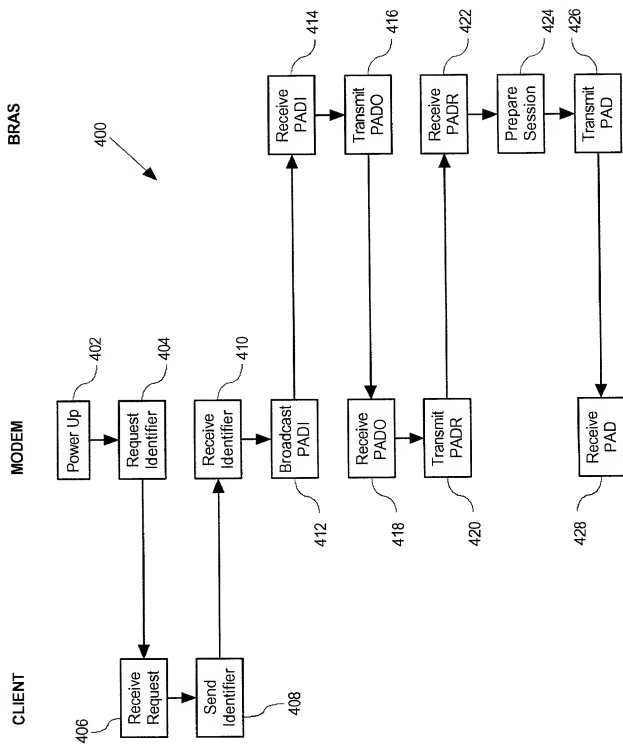 CLIENT
MODEM
BRAS
400
Power Up
402
Request
Identifier
404
Receive
Request
406
Send
Identifier
408
Receive
Identifier
410
Broadcast
PADI
412
Receive
PADI
414
Transmit
PADO
416
Receive
PADO
418
Transmit
PADR
420
Receive
PADR
422
Prepare
Session
424
Transmit
PAD
426
Receive
PAD
428